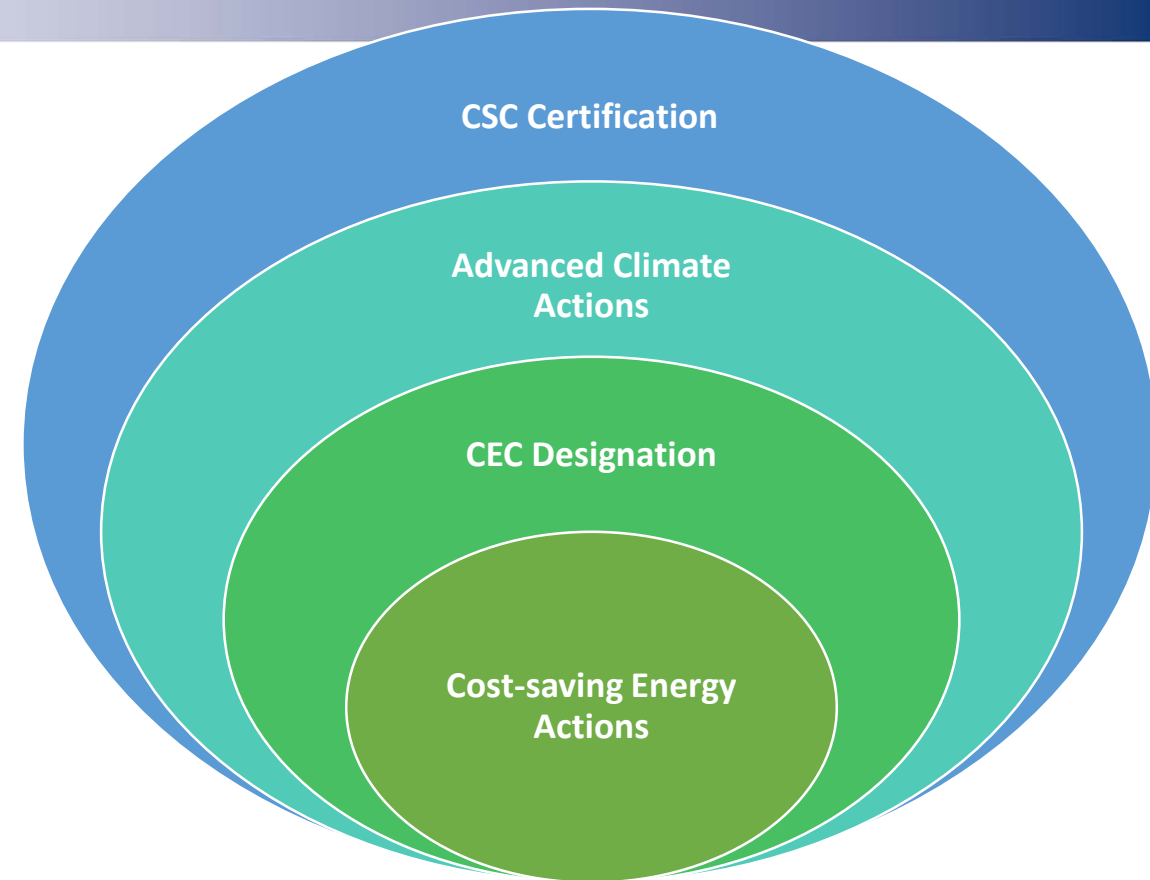 CSC Certification
Advanced Climate
Actions
CEC Designation
Cost-saving Energy
Actions